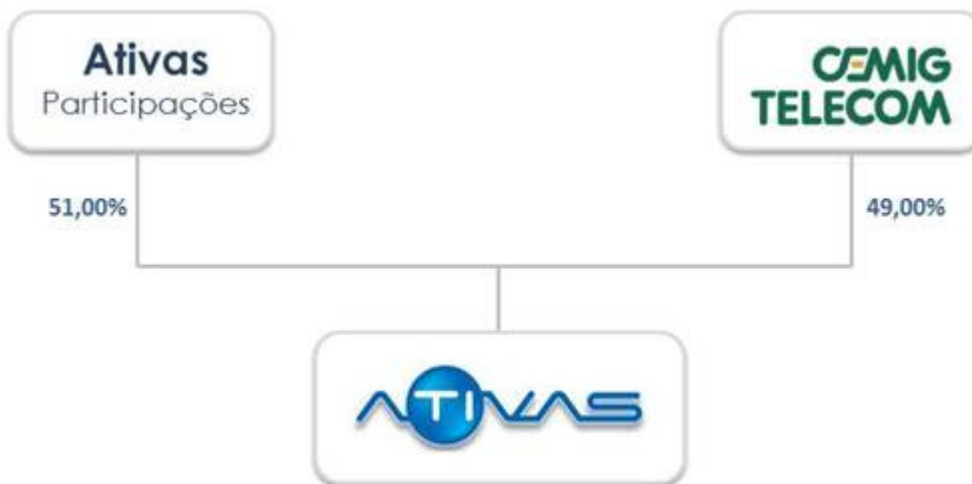 Ativas
Participações
CEMIG
TELECOM
51,00%
49,00%
ATIVAS